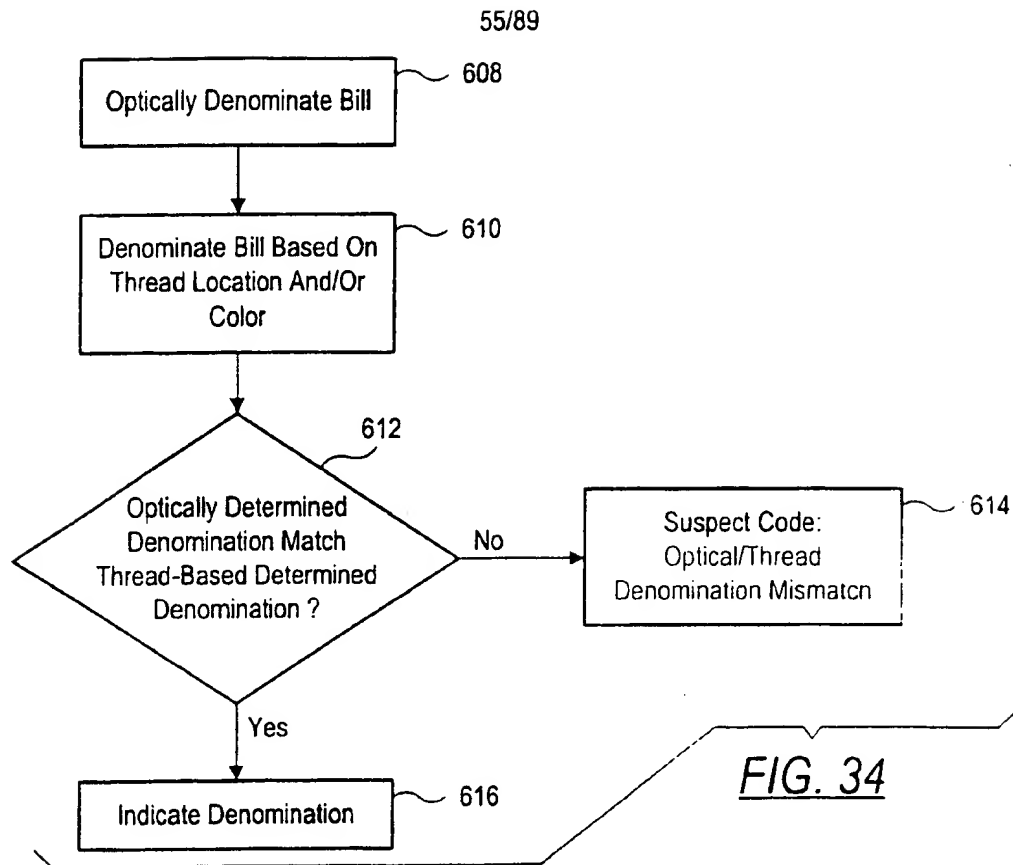 55/89
608
Optically Denominate Bill
610
Denominate Bill Based On
Thread Location And/Or
Color
612
Optically Determined
Denomination Match
Thread-Based Determined
Denomination ?
No
614
Suspect Code:
Optical/Thread
Denomination Mismatch
Yes
616
Indicate Denomination
FIG. 34